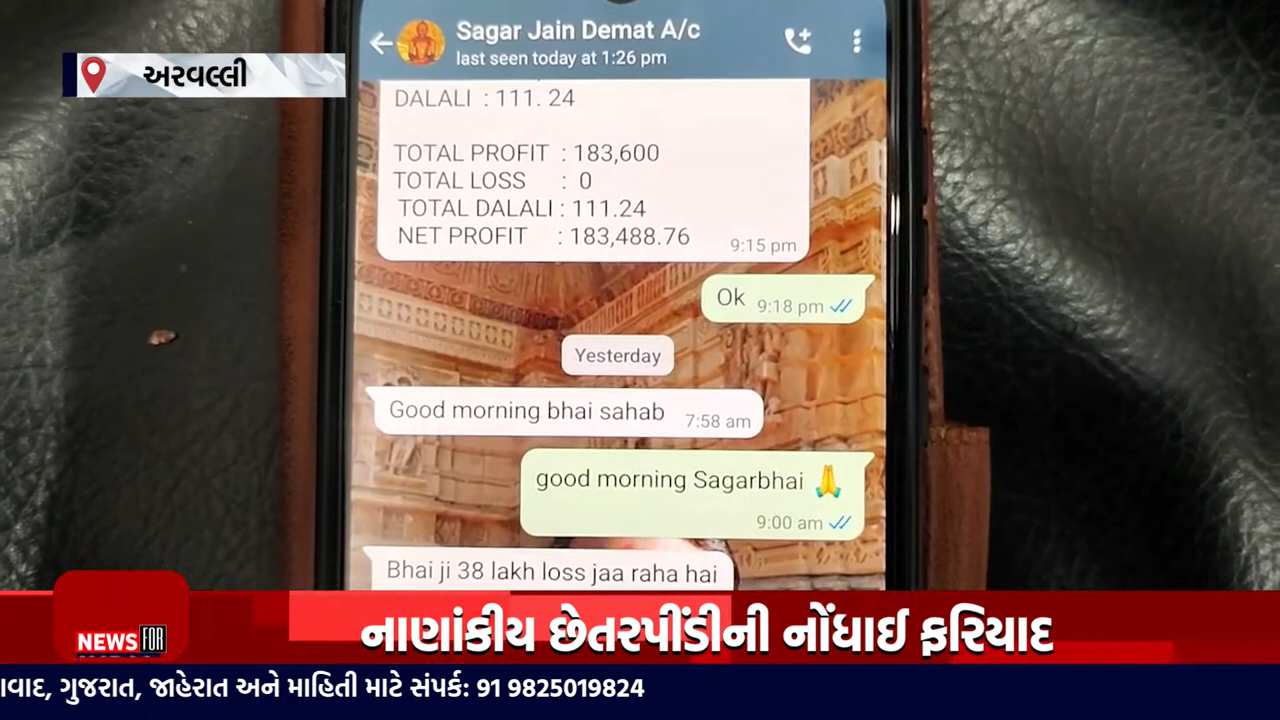 Sagar Jain Demat A/c
last seen today at 1:26 pm
અરવલ્લી
DALALI : 111. 24
TOTAL PROFIT : 183,600
TOTAL LOSS : 0
TOTAL DALALI : 111.24
NET PROFIT : 183,488.76
9:15 pm
Ok 9:18 pm
Yesterday
Good morning bhai sahab 7:58 am
good morning Sagarbhai 🙏
9:00 am
Bhai ji 38 lakh loss jaa raha hai
નાણાંકીય છેતરપીંડીની નોંધાઈ ફરિયાદ
NEWS FOR
ાવાદ, ગુજરાત, જાહેરાત અને માહિતી માટે સંપર્ક: 91 9825019824